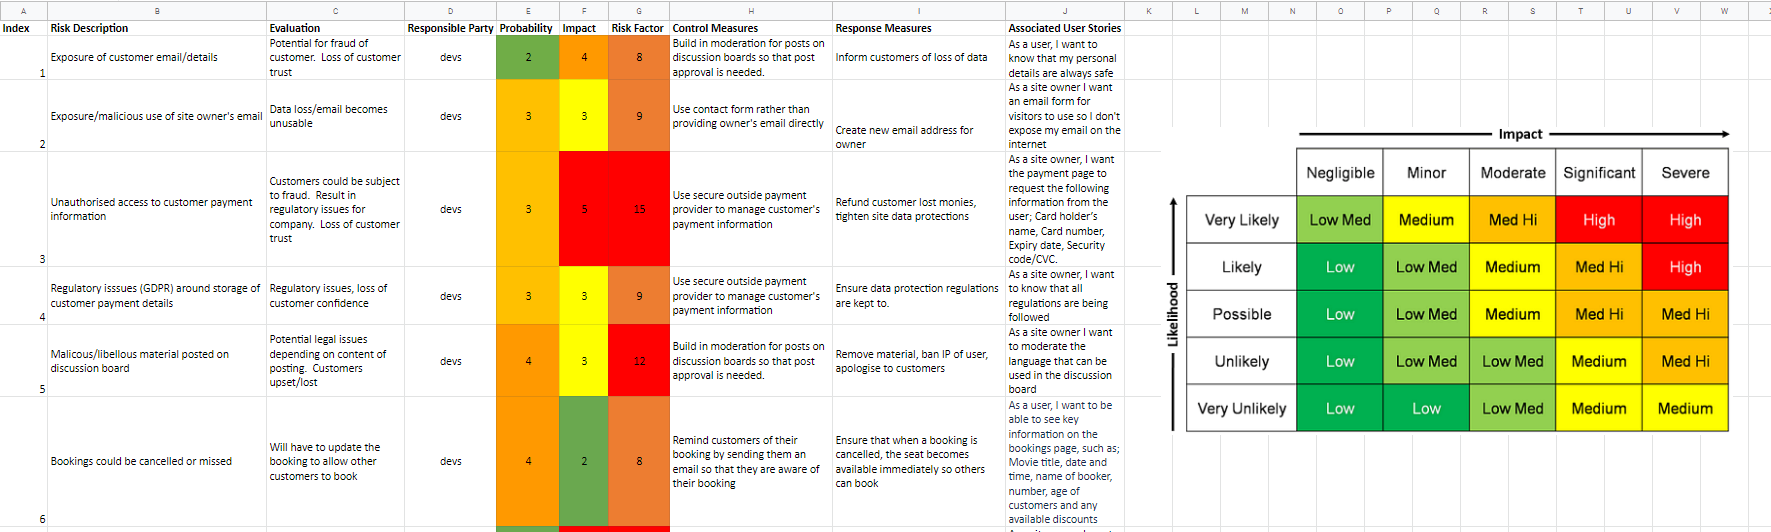 A B C D E F G H I J K L M N O P Q R S T U V W
Index Risk Description Evaluation Responsible Party Probability Impact Risk Factor Control Measures Response Measures Associated User Stories
1
Exposure of customer email/details
Potential for fraud of
customer. Loss of customer
trust
devs
2
4
8
Build in moderation for posts on
discussion boards so that post
approval is needed.
Inform customers of loss of data
As a user, I want to
know that my personal
details are always safe
2
Exposure/malicious use of site owner's email
Data loss/email becomes
unusable
devs
3
3
9
Use contact form rather than
providing owner's email directly
Create new email address for
owner
As a site owner I want
an email form for
visitors to use so I don't
expose my email on the
internet
3
Unauthorised access to customer payment
information
Customers could be subject
to fraud. Result in
regulatory issues for
company. Loss of customer
trust
devs
3
5
15
Use secure outside payment
provider to manage customer's
payment information
Refund customer lost monies,
tighten site data protections
As a site owner, I want
the payment page to
request the following
information from the
user; Card holder's
name, Card number,
Expiry date, Security
code/CVC.
4
Regulatory isssues (GDPR) around storage of
customer payment details
Regulatory issues, loss of
customer confidence
devs
3
3
9
Use secure outside payment
provider to manage customer's
payment information
Ensure data protection regulations
are kept to.
As a site owner, I want
to know that all
regulations are being
followed
5
Malicous/libellous material posted on
discussion board
Potential legal issues
depending on content of
posting. Customers
upset/lost
devs
4
3
12
Build in moderation for posts on
discussion boards so that post
approval is needed.
Remove material, ban IP of user,
apologise to customers
As a site owner I want
to moderate the
language that can be
used in the discussion
board
6
Bookings could be cancelled or missed
Will have to update the
booking to allow other
customers to book
devs
4
2
8
Remind customers of their
booking by sending them an
email so that they are aware of
their booking
Ensure that when a booking is
cancelled, the seat becomes
available immediately so others
can book
As a user, I want to be
able to see key
information on the
bookings page, such as;
Movie title, date and
time, name of booker,
number, age of
customers and any
available discounts
Impact
Negligible Minor Moderate Significant Severe
Likelihood
Very Likely Low Med Medium Med Hi High High
Likely Low Low Med Medium Med Hi High
Possible Low Low Med Medium Med Hi Med Hi
Unlikely Low Low Med Low Med Medium Med Hi
Very Unlikely Low Low Low Med Medium Medium